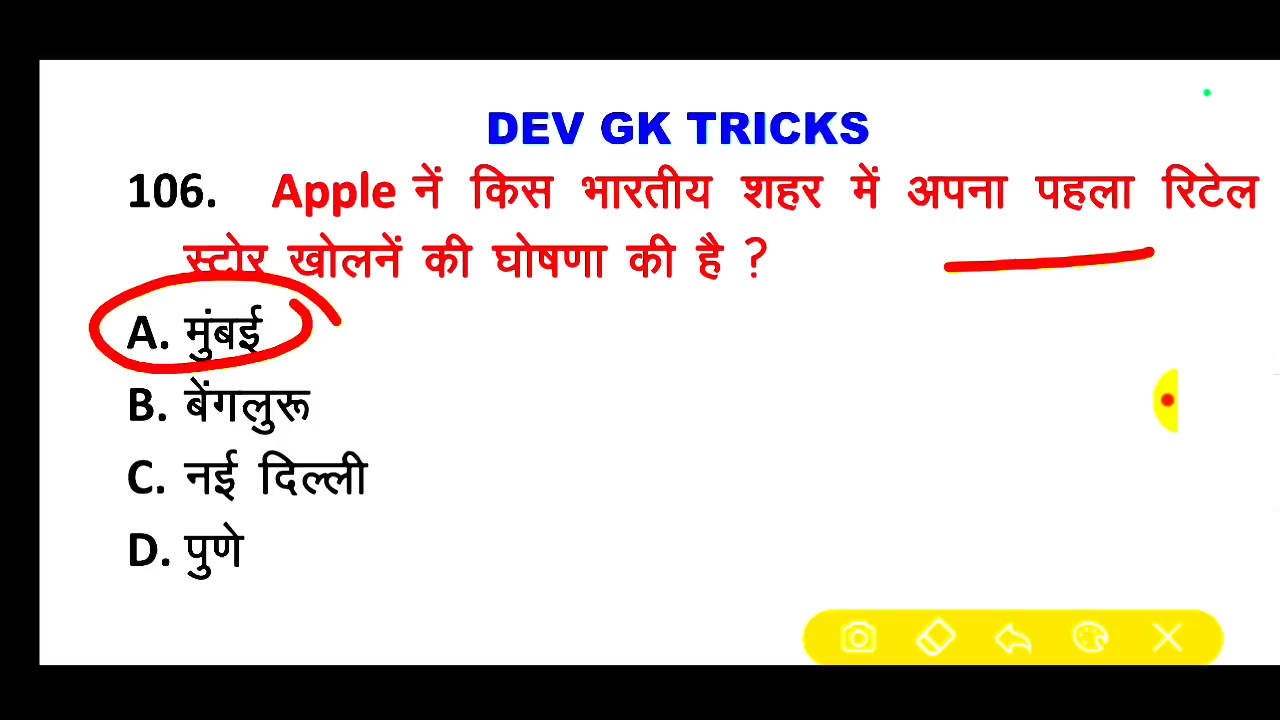 DEV GK TRICKS
106. Apple नें किस भारतीय शहर में अपना पहला रिटेल
स्टोर खोलनें की घोषणा की है ?
A. मुंबई
B. बेंगलुरू
C. नई दिल्ली
D. पुणे